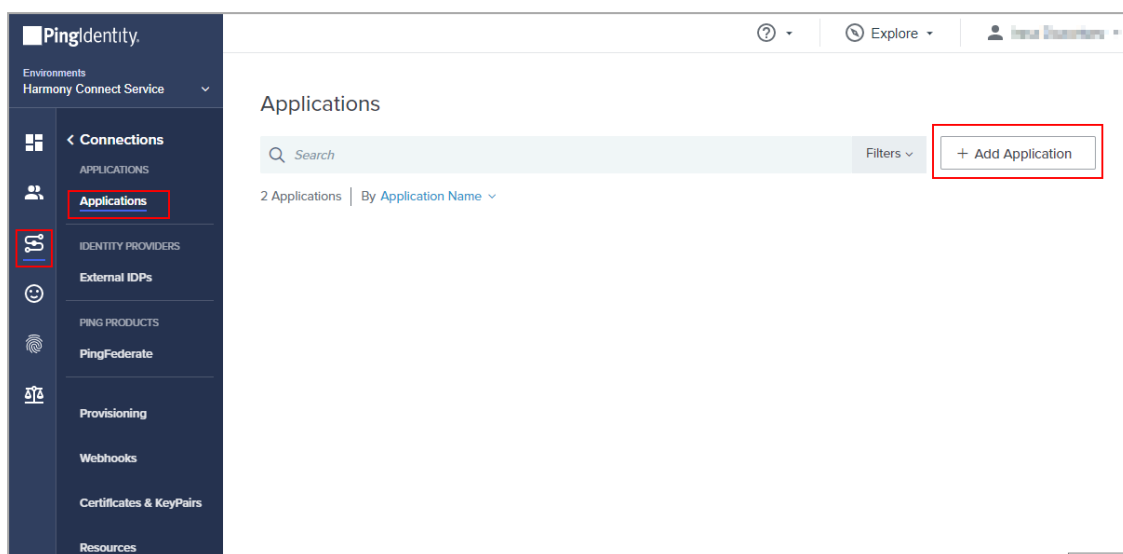 PingIdentity.
Explore
Environments
Harmony Connect Service
Applications
Connections
APPLICATIONS
Applications
IDENTITY PROVIDERS
External IDPs
PING PRODUCTS
PingFederate
Provisioning
Webhooks
Certificates & KeyPairs
Resources
Search
Filters
+ Add Application
2 Applications | By Application Name